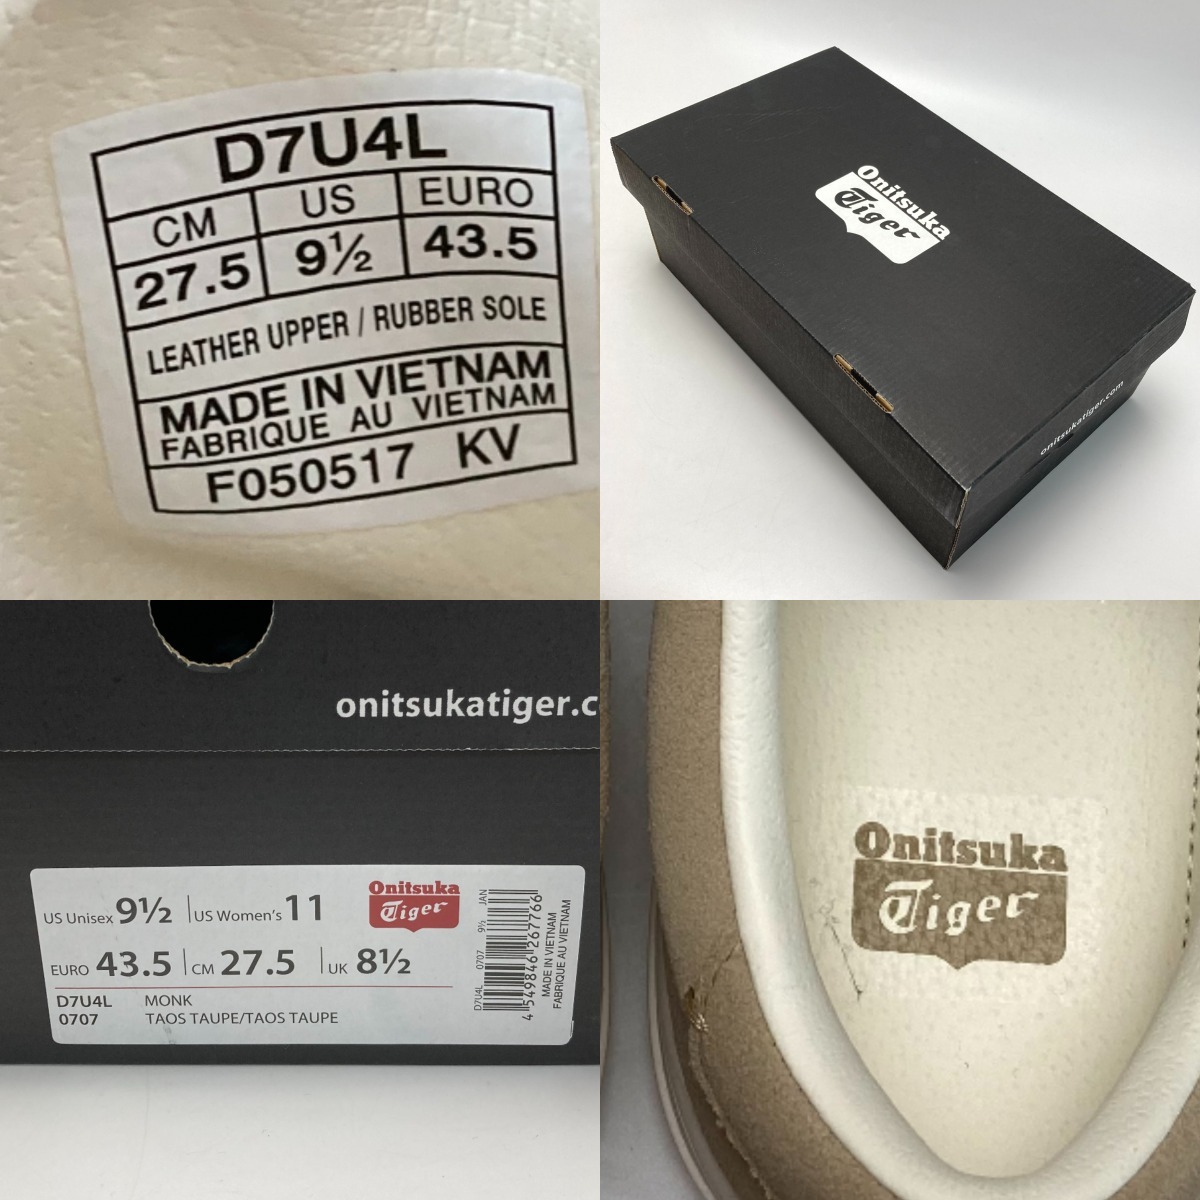 D7U4L
CM US EURO
27.5 9½ 43.5
LEATHER UPPER / RUBBER SOLE
MADE IN VIETNAM
FABRIQUE AU VIETNAM
F050517 KV
Onitsuka
Tiger
onitsukatiger.com
onitsukatiger.c
US Unisex 9½ US Women's 11
EURO 43.5 CM 27.5 UK 8½
D7U4L MONK
0707 TAOS TAUPE/TAOS TAUPE
Onitsuka
Tiger
D7U4L 0707 9½ JAN
4 549846 267766
MADE IN VIETNAM
FABRIQUE AU VIETNAM
Onitsuka
Tiger